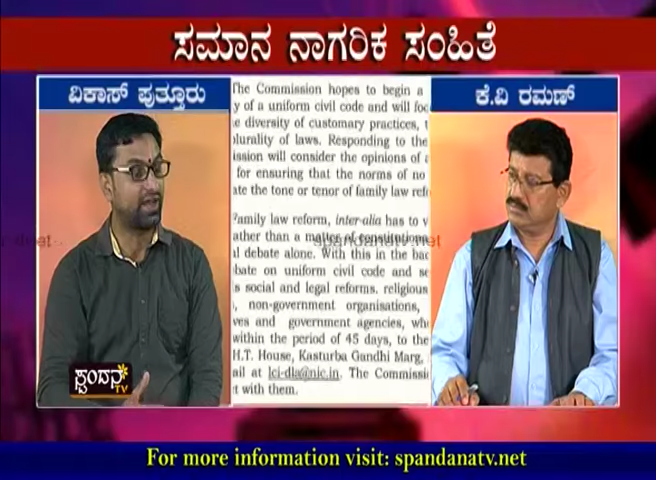 ಸಮಾನ ನಾಗರಿಕ ಸಂಹಿತೆ
ವಿಕಾಸ್ ಪುತ್ತೂರು
ಕೆ.ವಿ ರಮಣ್
The Commission hopes to begin a
y of a uniform civil code and will foc
e diversity of customary practices, t
plurality of laws. Responding to the
ission will consider the opinions of a
for ensuring that the norms of no
ate the tone or tenor of family law refo
Family law reform, inter-alia has to v
ather than a matter of constitutional
l debate alone. With this in the bac
bate on uniform civil code and se
s social and legal reforms. religious
, non-government organisations,
ves and government agencies, whe
within the period of 45 days, to the
H.T. House, Kasturba Gandhi Marg,
ail at lci-dla@nic.in. The Commissi
t with them.
spandanatv.net
ಸ್ಪಂದನ
TV
For more information visit: spandanatv.net